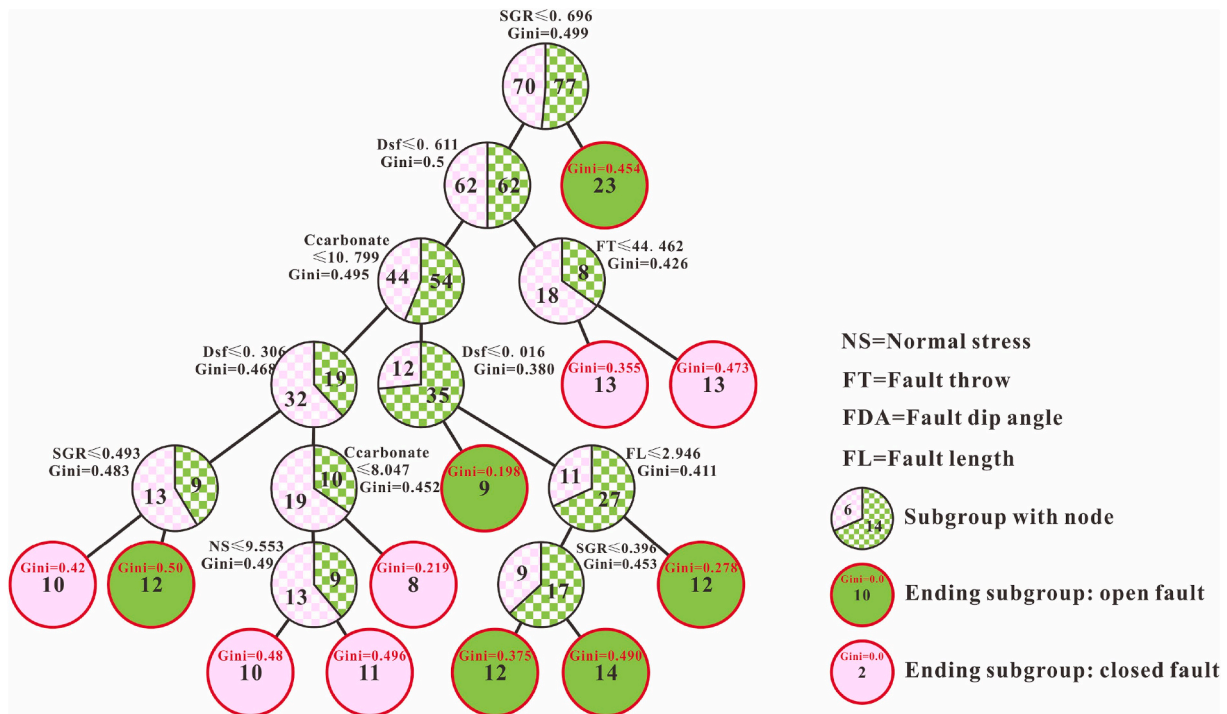 SGR≤0.696
Gini=0.499
70
77
Dsf≤0.611
Gini=0.5
62
62
Gini=0.454
23
Ccarbonate
≤10.799
Gini=0.495
44
54
FT≤44.462
Gini=0.426
8
18
Dsf≤0.306
Gini=0.468
19
32
Dsf≤0.016
Gini=0.380
12
35
Gini=0.355
13
Gini=0.473
13
SGR≤0.493
Gini=0.483
9
13
Ccarbonate
≤8.047
Gini=0.452
10
19
Gini=0.198
9
FL≤2.946
Gini=0.411
11
27
Gini=0.42
10
Gini=0.50
12
NS≤9.553
Gini=0.49
9
13
Gini=0.219
8
SGR≤0.396
Gini=0.453
9
17
Gini=0.278
12
Gini=0.48
10
Gini=0.496
11
Gini=0.375
12
Gini=0.490
14
NS=Normal stress
FT=Fault throw
FDA=Fault dip angle
FL=Fault length
6
14
Subgroup with node
Gini=0.0
10
Ending subgroup: open fault
Gini=0.0
2
Ending subgroup: closed fault